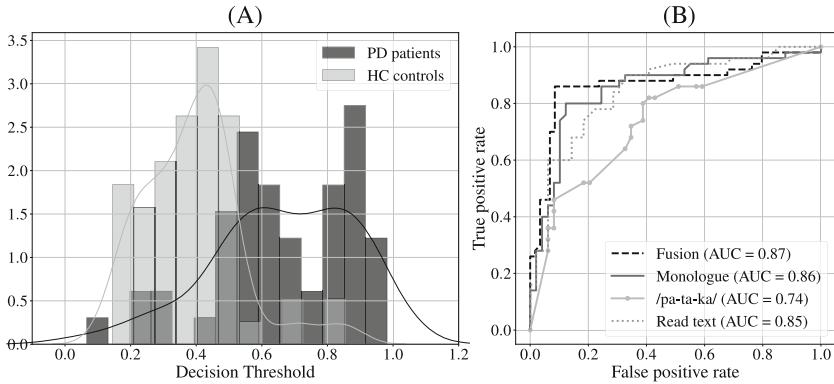 (A)
3.5
3.0
2.5
2.0
1.5
1.0
0.5
0.0
PD patients
HC controls
0.0 0.2 0.4 0.6 0.8 1.0 1.2
Decision Threshold
(B)
True positive rate
1.0
0.8
0.6
0.4
0.2
0.0
Fusion (AUC = 0.87)
Monologue (AUC = 0.86)
/pa-ta-ka/ (AUC = 0.74)
Read text (AUC = 0.85)
0.0 0.2 0.4 0.6 0.8 1.0
False positive rate